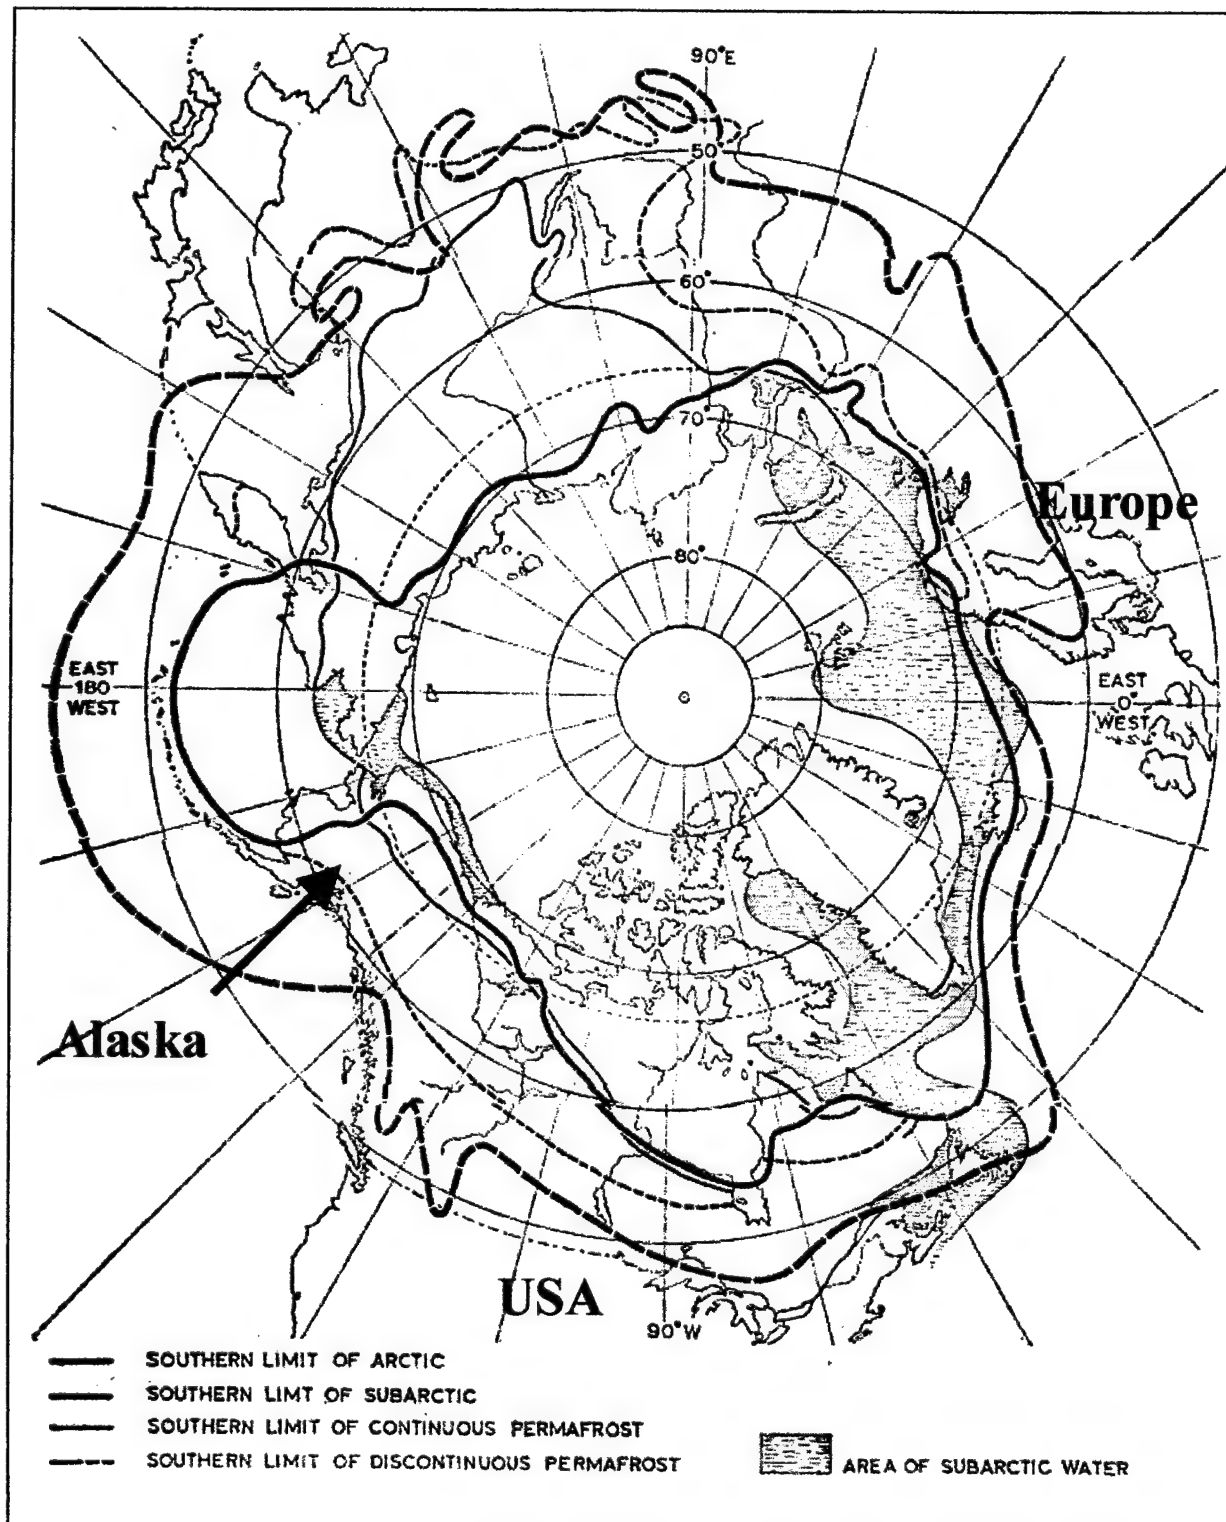 90°E
50
60°
70°
80°
Europe
EAST
180
WEST
EAST
0°
WEST
Alaska
USA
90°W
SOUTHERN LIMIT OF ARCTIC
SOUTHERN LIMT OF SUBARCTIC
SOUTHERN LIMIT OF CONTINUOUS PERMAFROST
SOUTHERN LIMIT OF DISCONTINUOUS PERMAFROST
AREA OF SUBARCTIC WATER